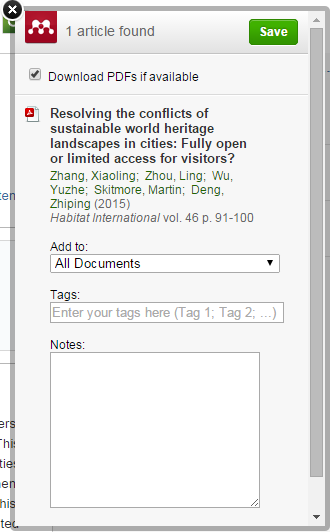 1 article found
Save
Download PDFs if available
Resolving the conflicts of
sustainable world heritage
landscapes in cities: Fully open
or limited access for visitors?
Zhang, Xiaoling; Zhou, Ling; Wu,
Yuzhe; Skitmore, Martin; Deng,
Zhiping (2015)
Habitat International vol. 46 p. 91-100
Add to:
All Documents
Tags:
Enter your tags here (Tag 1; Tag 2; ...)
Notes: